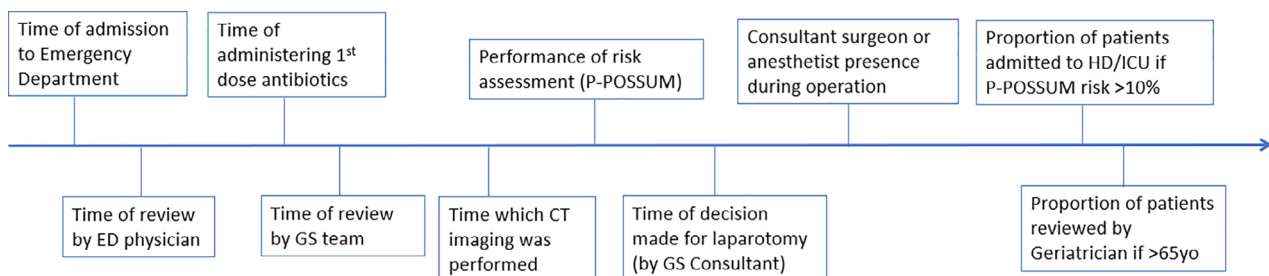 Time of admission
to Emergency
Department
Time of
administering 1st
dose antibiotics
Performance of risk
assessment (P-POSSUM)
Consultant surgeon or
anesthetist presence
during operation
Proportion of patients
admitted to HD/ICU if
P-POSSUM risk >10%
Time of review
by ED physician
Time of review
by GS team
Time which CT
imaging was
performed
Time of decision
made for laparotomy
(by GS Consultant)
Proportion of patients
reviewed by
Geriatrician if >65yo